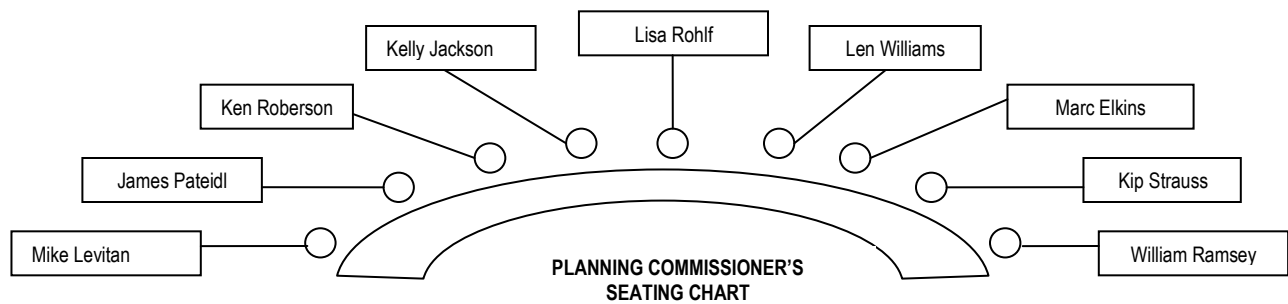 Lisa Rohlf
Kelly Jackson
Len Williams
Ken Roberson
Marc Elkins
James Pateidl
Kip Strauss
Mike Levitan
William Ramsey
PLANNING COMMISSIONER'S
SEATING CHART